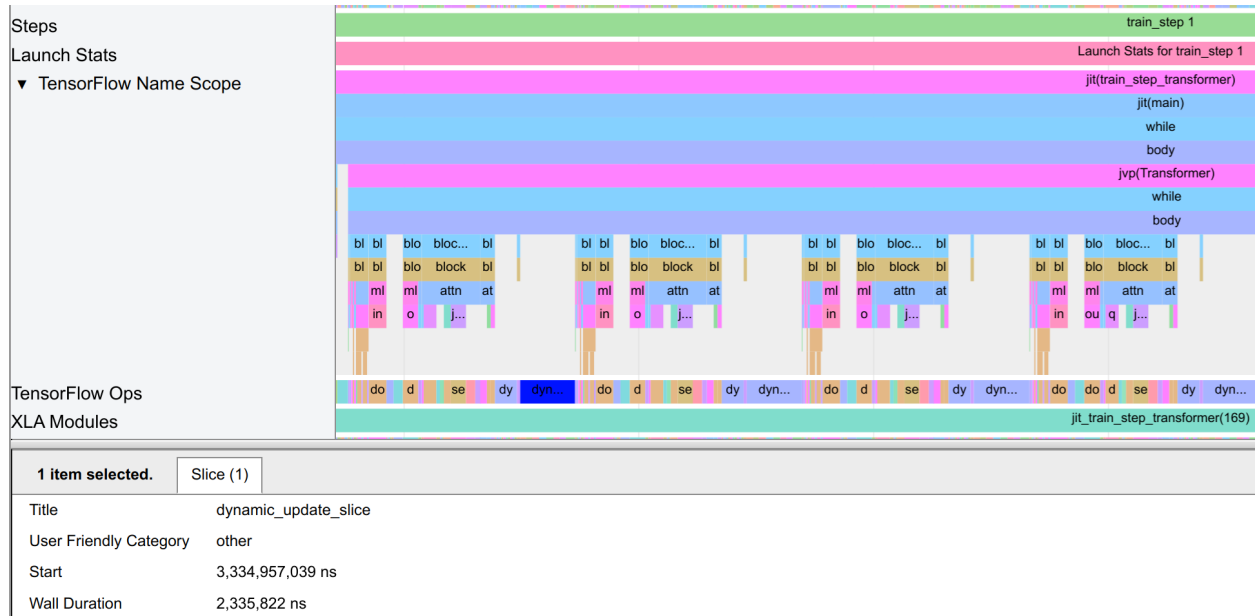 Steps
train_step 1
Launch Stats
Launch Stats for train_step 1
▼ TensorFlow Name Scope
jit(train_step_transformer)
jit(main)
while
body
jvp(Transformer)
while
body
bl bl blo bloc... bl bl bl blo bloc... bl bl bl blo bloc... bl bl bl blo bloc... bl
bl bl blo block bl bl bl blo block bl bl bl blo block bl bl bl blo block bl
ml ml attn at ml ml attn at ml ml attn at ml ml attn at
in o j... in o j... in o j... in ou q j...
TensorFlow Ops
do d se dy dyn... do d se dy dyn... do d se dy dyn... do do d se dy dyn...
XLA Modules
jit_train_step_transformer(169)
1 item selected. Slice (1)
Title dynamic_update_slice
User Friendly Category other
Start 3,334,957,039 ns
Wall Duration 2,335,822 ns